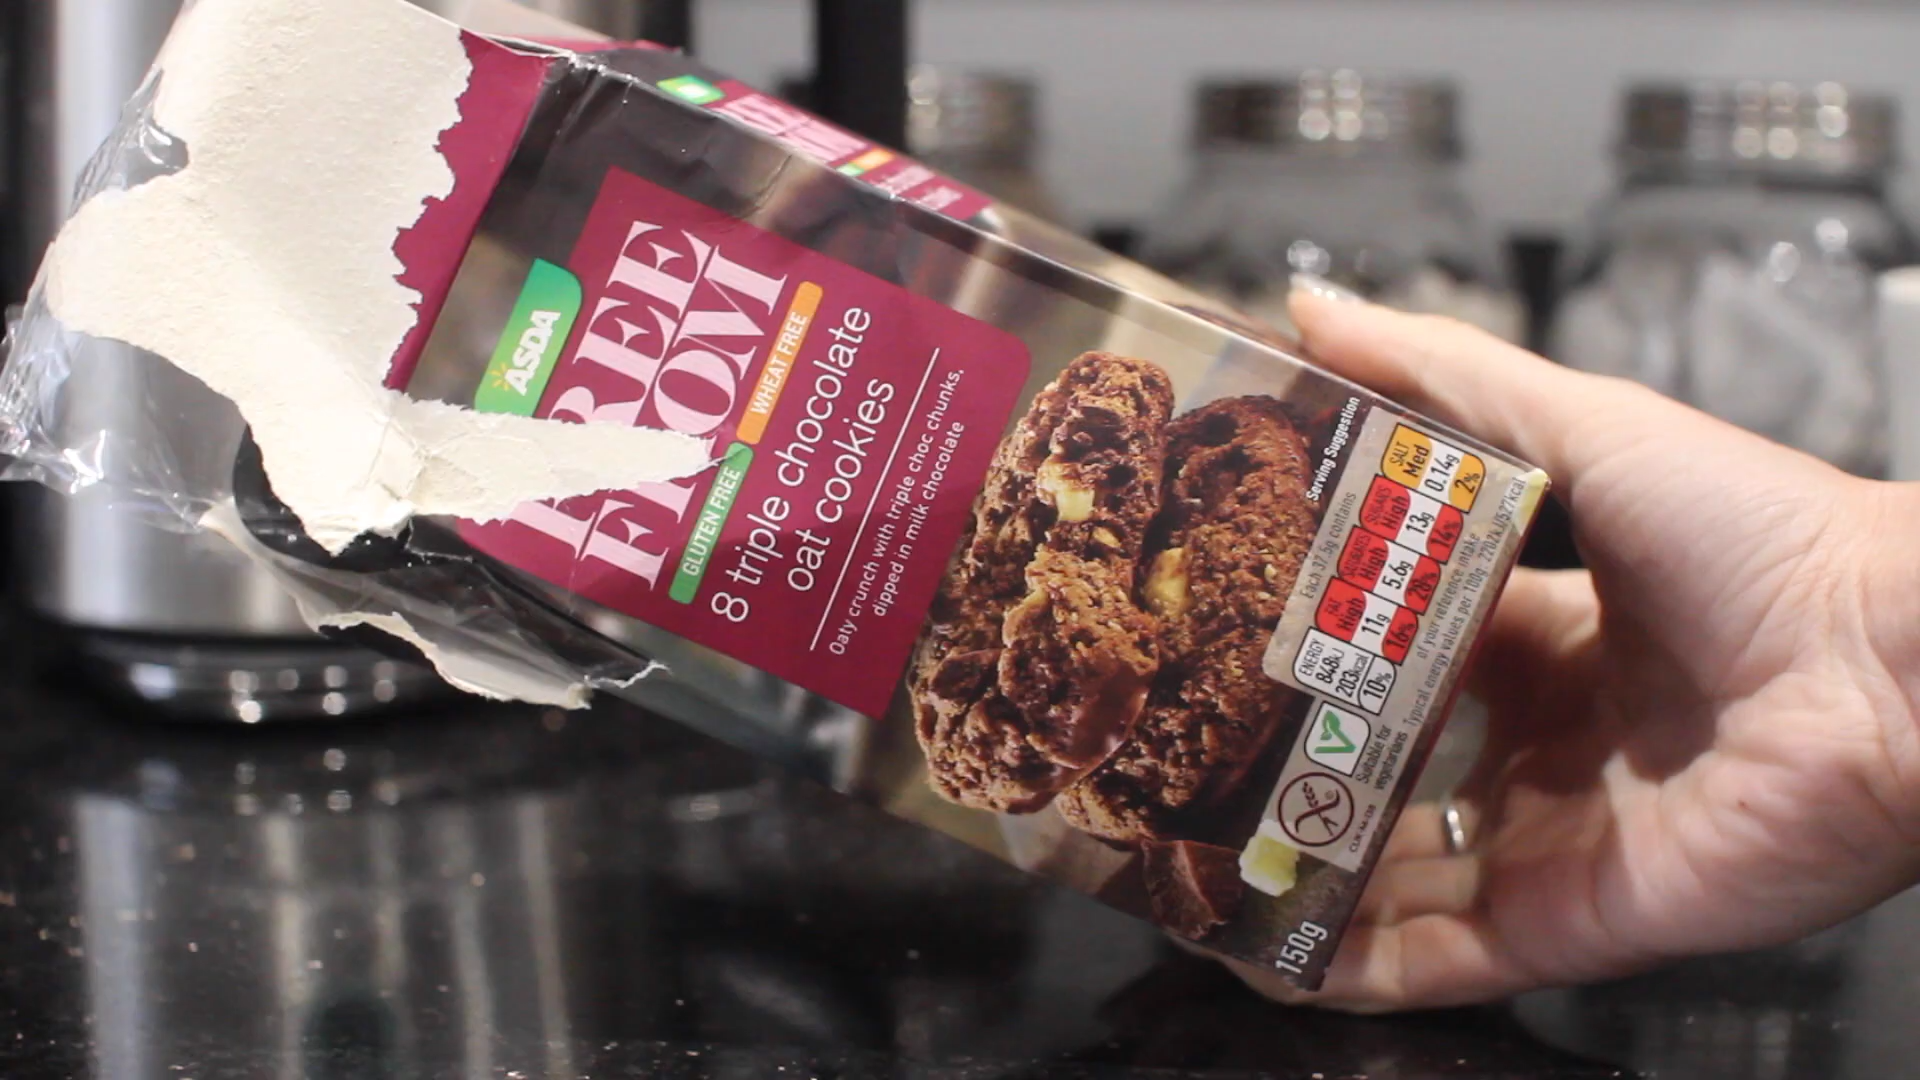 ASDA
FREE
FROM
GLUTEN FREE WHEAT FREE
8 triple chocolate
oat cookies
Oaty crunch with triple choc chunks,
dipped in milk chocolate
Serving Suggestion
Each 37.5g contains
ENERGY FAT SATURATES SUGARS SALT
848kJ High High High Med
203kcal 11g 5.6g 13g 0.14g
10% 16% 28% 14% 2%
of your reference intake
Typical energy values per 100g: 2202kJ/527kcal
Suitable for
vegetarians
150g